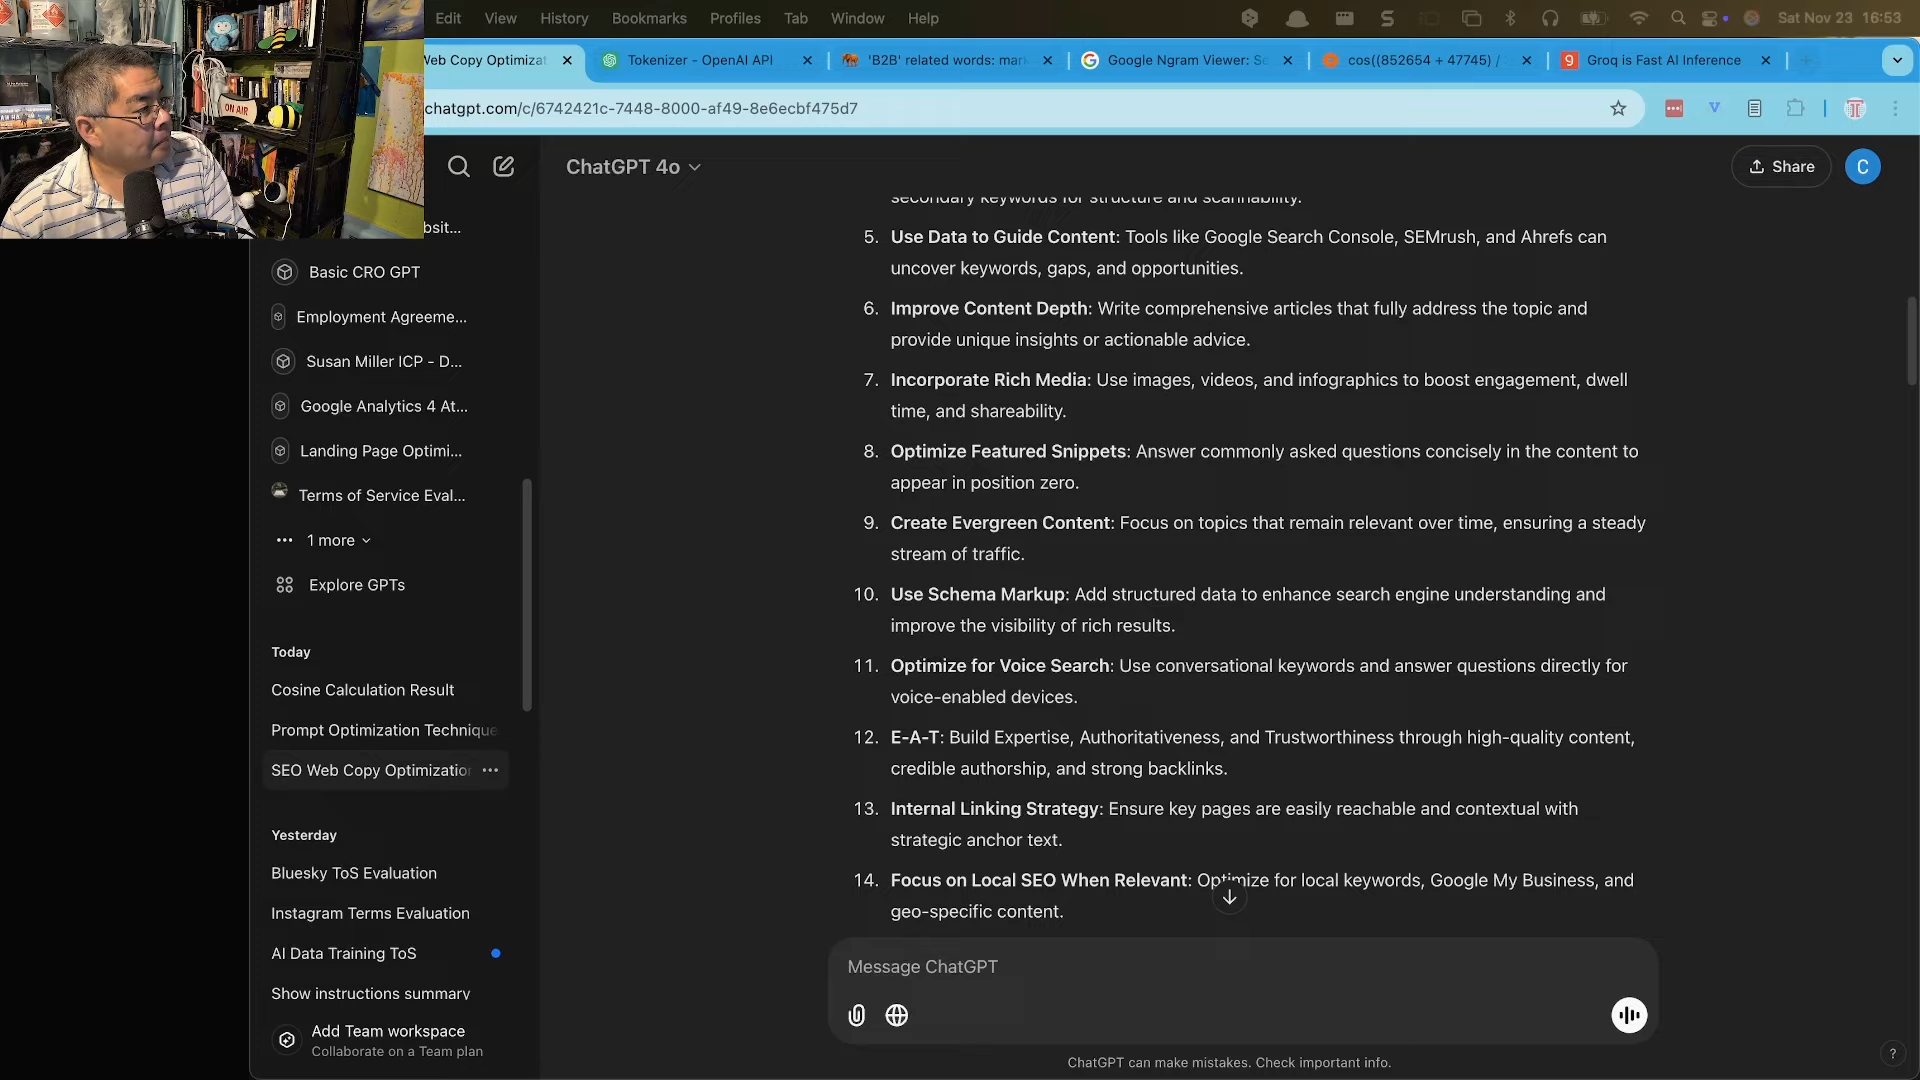 Edit View History Bookmarks Profiles Tab Window Help Sat Nov 23 16:53
Web Copy Optimizat Tokenizer - OpenAI API 'B2B' related words: mar Google Ngram Viewer: Se cos((852654 + 47745) / Groq is Fast AI Inference
chatgpt.com/c/6742421c-7448-8000-af49-8e6ecbf475d7
ON AIR
ChatGPT 4o
Share
C
bsit...
Basic CRO GPT
Employment Agreeme...
Susan Miller ICP - D...
Google Analytics 4 At...
Landing Page Optimi...
Terms of Service Eval...
1 more
Explore GPTs
Today
Cosine Calculation Result
Prompt Optimization Technique
SEO Web Copy Optimization
Yesterday
Bluesky ToS Evaluation
Instagram Terms Evaluation
AI Data Training ToS
Show instructions summary
Add Team workspace
Collaborate on a Team plan
secondary keywords for structure and scannability.
5. Use Data to Guide Content: Tools like Google Search Console, SEMrush, and Ahrefs can
uncover keywords, gaps, and opportunities.
6. Improve Content Depth: Write comprehensive articles that fully address the topic and
provide unique insights or actionable advice.
7. Incorporate Rich Media: Use images, videos, and infographics to boost engagement, dwell
time, and shareability.
8. Optimize Featured Snippets: Answer commonly asked questions concisely in the content to
appear in position zero.
9. Create Evergreen Content: Focus on topics that remain relevant over time, ensuring a steady
stream of traffic.
10. Use Schema Markup: Add structured data to enhance search engine understanding and
improve the visibility of rich results.
11. Optimize for Voice Search: Use conversational keywords and answer questions directly for
voice-enabled devices.
12. E-A-T: Build Expertise, Authoritativeness, and Trustworthiness through high-quality content,
credible authorship, and strong backlinks.
13. Internal Linking Strategy: Ensure key pages are easily reachable and contextual with
strategic anchor text.
14. Focus on Local SEO When Relevant: Optimize for local keywords, Google My Business, and
geo-specific content.
Message ChatGPT
ChatGPT can make mistakes. Check important info.
?